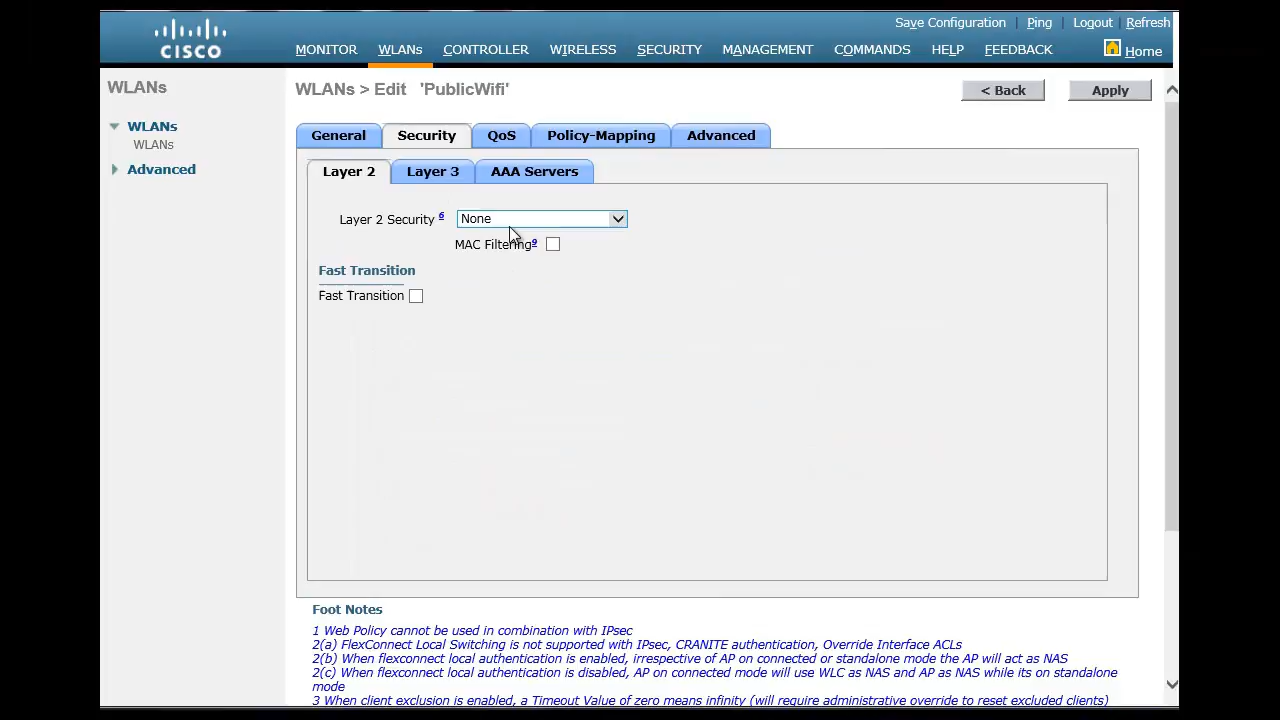 Save Configuration | Ping | Logout | Refresh
CISCO
MONITOR WLANs CONTROLLER WIRELESS SECURITY MANAGEMENT COMMANDS HELP FEEDBACK Home
WLANs
WLANs > Edit 'PublicWifi'
< Back
Apply
WLANs
WLANs
Advanced
General Security QoS Policy-Mapping Advanced
Layer 2 Layer 3 AAA Servers
Layer 2 Security 6 None
MAC Filtering 9
Fast Transition
Fast Transition
Foot Notes
1 Web Policy cannot be used in combination with IPsec
2(a) FlexConnect Local Switching is not supported with IPsec, CRANITE authentication, Override Interface ACLs
2(b) When flexconnect local authentication is enabled, irrespective of AP on connected or standalone mode the AP will act as NAS
2(c) When flexconnect local authentication is disabled, AP on connected mode will use WLC as NAS and AP as NAS while its on standalone
mode
3 When client exclusion is enabled, a Timeout Value of zero means infinity (will require administrative override to reset excluded clients)